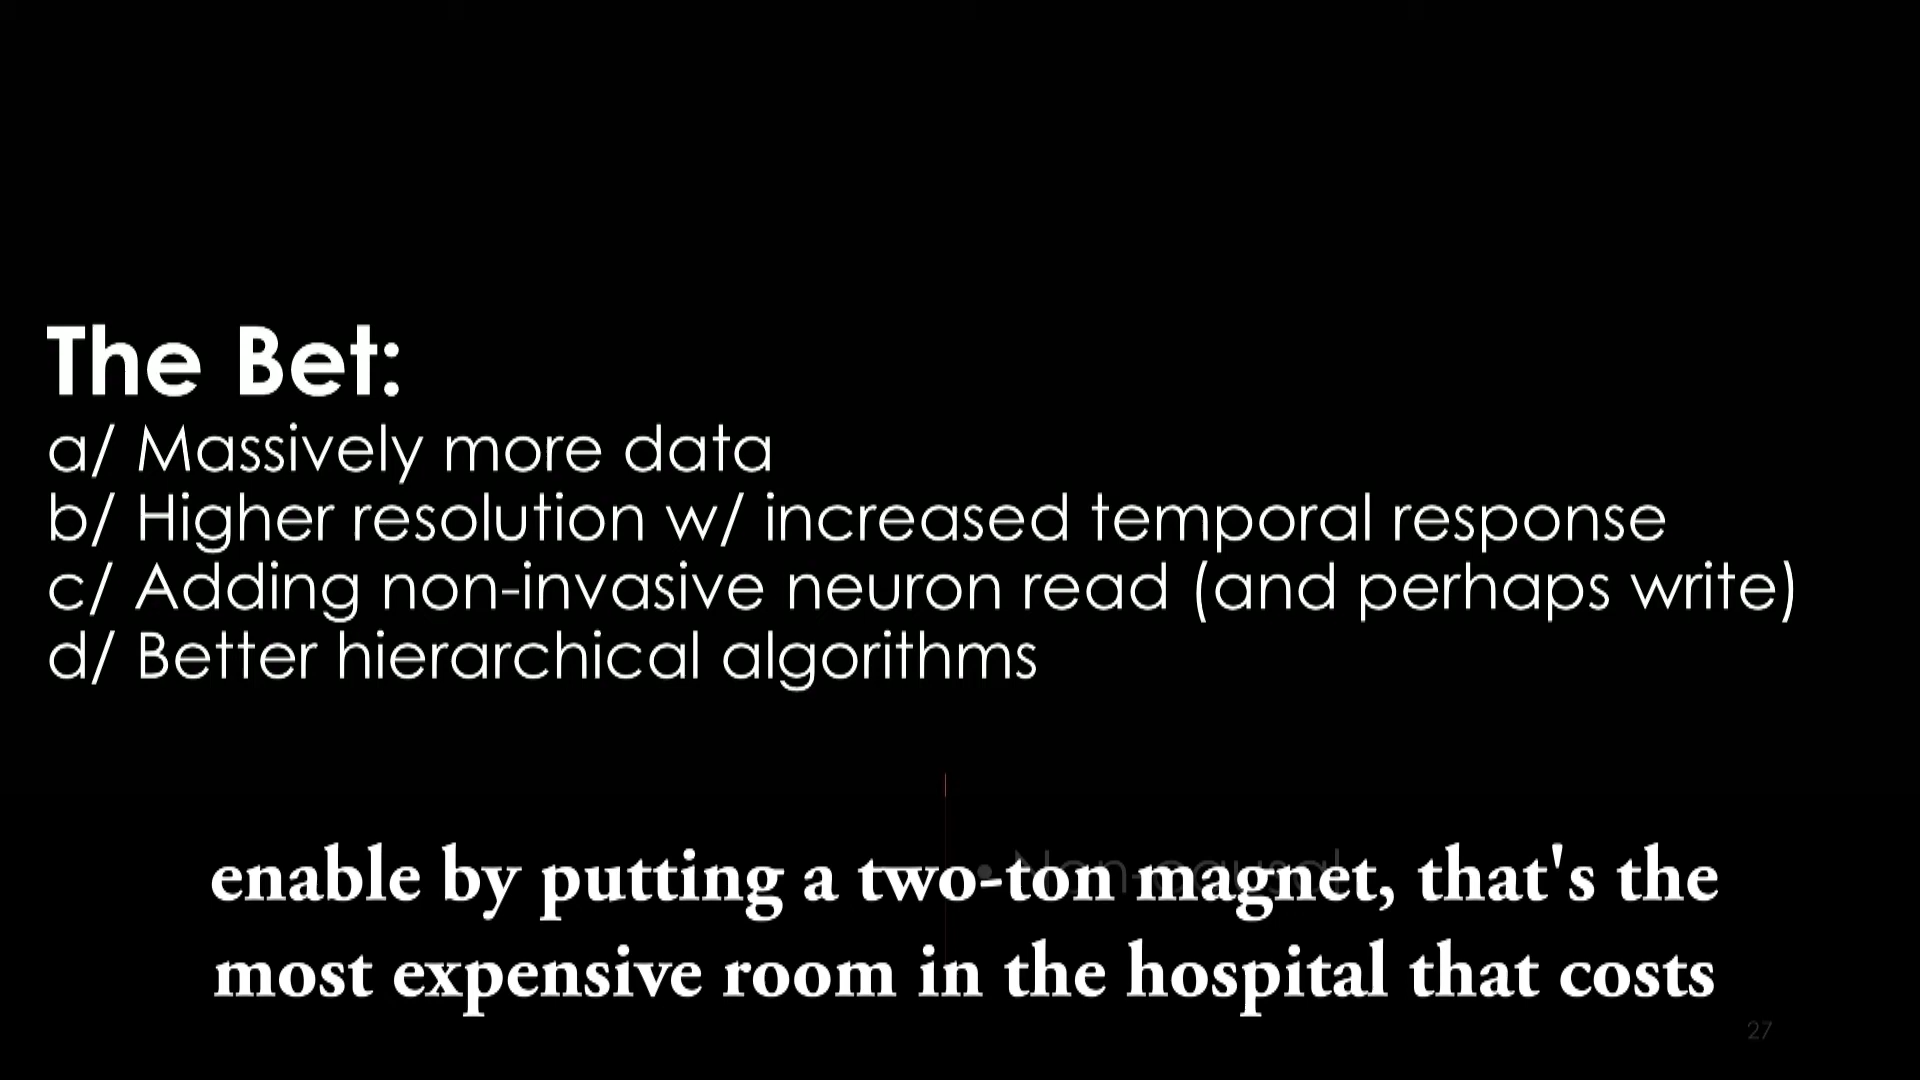 The Bet:
a/ Massively more data
b/ Higher resolution w/ increased temporal response
c/ Adding non-invasive neuron read (and perhaps write)
d/ Better hierarchical algorithms
• Non-causal
enable by putting a two-ton magnet, that's the
most expensive room in the hospital that costs
27